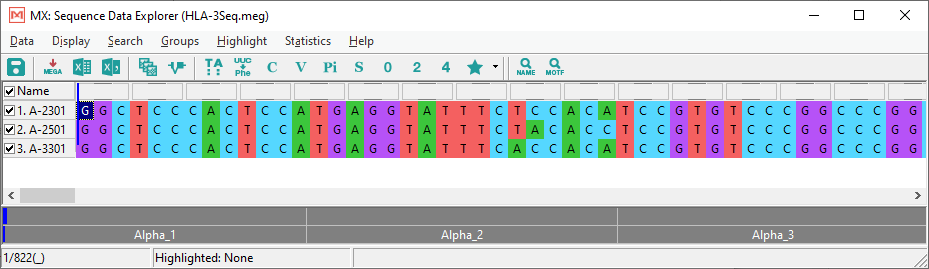 MX: Sequence Data Explorer (HLA-3Seq.meg)
Data Display Search Groups Highlight Statistics Help
MEGA X TA UUC Phe C V Pi S 0 2 4 NAME MOTIF
Name
1. A-2301 G G C T C C C A C T C C A T G A G G T A T T T C T C C A C A T C C G T G T C C C G G C C C G G
2. A-2501 G G C T C C C A C T C C A T G A G G T A T T T C T A C A C C T C C G T G T C C C G G C C C G G
3. A-3301 G G C T C C C A C T C C A T G A G G T A T T T C A C C A C A T C C G T G T C C C G G C C C G G
Alpha_1 Alpha_2 Alpha_3
1/822(_) Highlighted: None